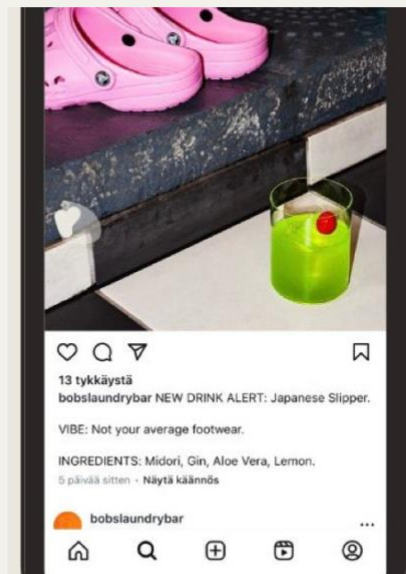 13 tykkäystä
bobslaundrybar NEW DRINK ALERT: Japanese Slipper.
VIBE: Not your average footwear.
INGREDIENTS: Midori, Gin, Aloe Vera, Lemon.
5 päivää sitten · Näytä käännös
bobslaundrybar